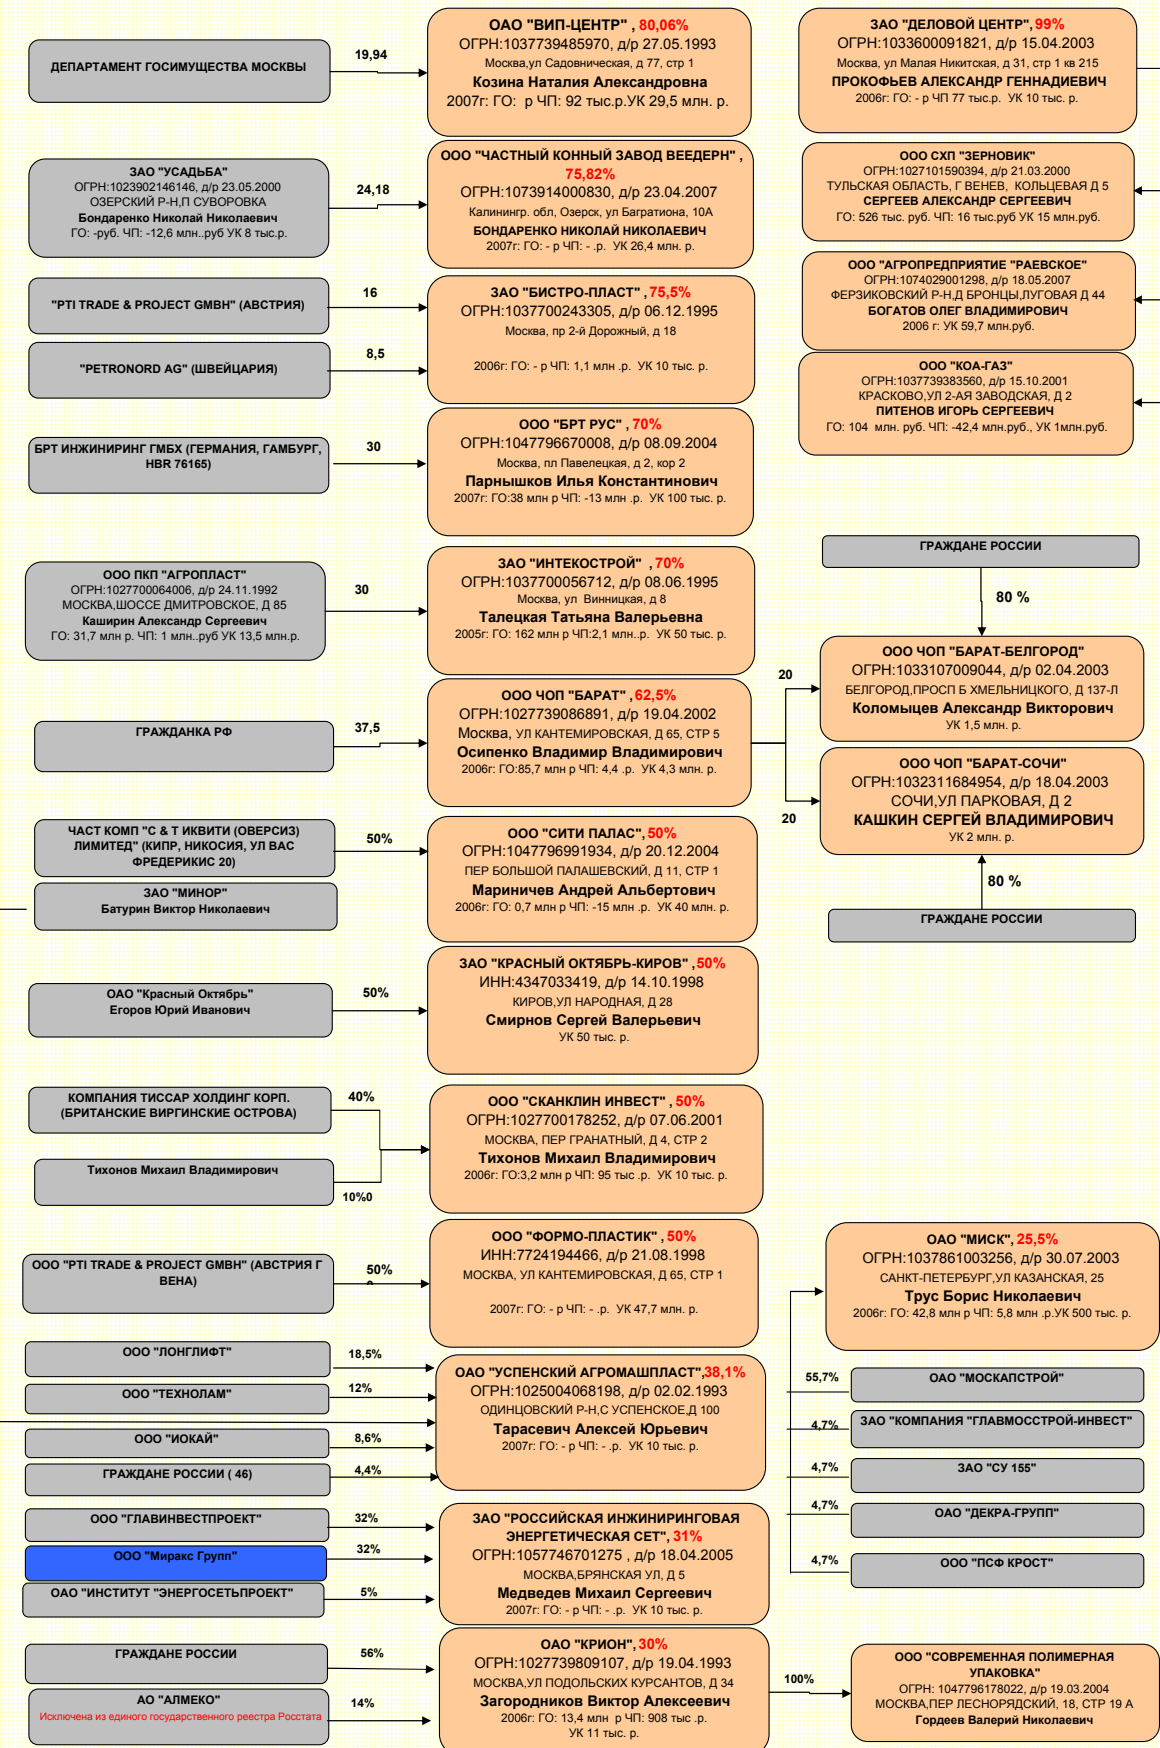 ДЕПАРТАМЕНТ ГОСИМУЩЕСТВА МОСКВЫ
19,94
ОАО "ВИП-ЦЕНТР" , 80,06%
ОГРН:1037739485970, д/р 27.05.1993
Москва,ул Садовническая, д 77, стр 1
Козина Наталия Александровна
2007г: ГО:  р ЧП: 92 тыс.р.УК 29,5 млн. р.
ЗАО "ДЕЛОВОЙ ЦЕНТР", 99%
ОГРН:1033600091821, д/р 15.04.2003
Москва, ул Малая Никитская, д 31, стр 1 кв 215
ПРОКОФЬЕВ АЛЕКСАНДР ГЕННАДИЕВИЧ
2006г: ГО: - р ЧП 77 тыс.р.  УК 10 тыс. р.
ЗАО "УСАДЬБА"
ОГРН:1023902146146, д/р 23.05.2000
ОЗЕРСКИЙ Р-Н,П СУВОРОВКА
Бондаренко Николай Николаевич
ГО: -руб. ЧП: -12,6 млн..руб УК 8 тыс.р.
24,18
ООО "ЧАСТНЫЙ КОННЫЙ ЗАВОД ВЕЕДЕРН" ,
75,82%
ОГРН:1073914000830, д/р 23.04.2007
Калинингр. обл, Озерск, ул Багратиона, 10А
БОНДАРЕНКО НИКОЛАЙ НИКОЛАЕВИЧ
2007г: ГО: - р ЧП: - .р.  УК 26,4 млн. р.
ООО СХП "ЗЕРНОВИК"
ОГРН:1027101590394, д/р 21.03.2000
ТУЛЬСКАЯ ОБЛАСТЬ, Г ВЕНЕВ,  КОЛЬЦЕВАЯ Д 5
СЕРГЕЕВ АЛЕКСАНДР СЕРГЕЕВИЧ
ГО: 526 тыс. руб. ЧП: 16 тыс.руб УК 15 млн.руб.
"PTI TRADE & PROJECT GMBH" (АВСТРИЯ)
16
"PETRONORD AG" (ШВЕЙЦАРИЯ)
8,5
ЗАО "БИСТРО-ПЛАСТ" , 75,5%
ОГРН:1037700243305, д/р 06.12.1995
Москва, пр 2-й Дорожный, д 18
2006г: ГО: - р ЧП: 1,1 млн .р.  УК 10 тыс. р.
ООО "АГРОПРЕДПРИЯТИЕ "РАЕВСКОЕ"
ОГРН:1074029001298, д/р 18.05.2007
ФЕРЗИКОВСКИЙ Р-Н,Д БРОНЦЫ,ЛУГОВАЯ Д 44
БОГАТОВ ОЛЕГ ВЛАДИМИРОВИЧ
2006 г: УК 59,7 млн.руб.
ООО "КОА-ГАЗ"
ОГРН:1037739383560, д/р 15.10.2001
КРАСКОВО,УЛ 2-АЯ ЗАВОДСКАЯ, Д 2
ПИТЕНОВ ИГОРЬ СЕРГЕЕВИЧ
ГО: 104  млн. руб. ЧП: -42,4 млн.руб., УК 1млн.руб.
БРТ ИНЖИНИРИНГ ГМБХ (ГЕРМАНИЯ, ГАМБУРГ,
HBR 76165)
30
ООО "БРТ РУС" , 70%
ОГРН:1047796670008, д/р 08.09.2004
Москва, пл Павелецкая, д 2, кор 2
Парнышков Илья Константинович
2007г: ГО:38 млн р ЧП: -13 млн .р.  УК 100 тыс. р.
ООО ПКП "АГРОПЛАСТ"
ОГРН:1027700064006, д/р 24.11.1992
МОСКВА,ШОССЕ ДМИТРОВСКОЕ, Д 85
Каширин Александр Сергеевич
ГО: 31,7 млн р. ЧП: 1 млн..руб УК 13,5 млн.р.
30
ЗАО "ИНТЕКОСТРОЙ"  , 70%
ОГРН:1037700056712, д/р 08.06.1995
Москва, ул  Винницкая, д 8
Талецкая Татьяна Валерьевна
2005г: ГО: 162 млн р ЧП:2,1 млн..р.  УК 50 тыс. р.
ГРАЖДАНЕ РОССИИ
80 %
ГРАЖДАНКА РФ
37,5
ООО ЧОП "БАРАТ" , 62,5%
ОГРН:1027739086891, д/р 19.04.2002
Москва, УЛ КАНТЕМИРОВСКАЯ, Д 65, СТР 5
Осипенко Владимир Владимирович
2006г: ГО:85,7 млн р ЧП: 4,4 .р.  УК 4,3 млн. р.
20
ООО ЧОП "БАРАТ-БЕЛГОРОД"
ОГРН:1033107009044, д/р 02.04.2003
БЕЛГОРОД,ПРОСП Б ХМЕЛЬНИЦКОГО, Д 137-Л
Коломыцев Александр Викторович
УК 1,5 млн. р.
20
ООО ЧОП "БАРАТ-СОЧИ"
ОГРН:1032311684954, д/р 18.04.2003
СОЧИ,УЛ ПАРКОВАЯ, Д 2
КАШКИН СЕРГЕЙ ВЛАДИМИРОВИЧ
УК 2 млн. р.
80 %
ГРАЖДАНЕ РОССИИ
ЧАСТ КОМП "С & Т ИКВИТИ (ОВЕРСИЗ)
ЛИМИТЕД" (КИПР, НИКОСИЯ, УЛ ВАС
ФРЕДЕРИКИС 20)
50%
ЗАО "МИНОР"
Батурин Виктор Николаевич
ООО "СИТИ ПАЛАС", 50%
ОГРН:1047796991934, д/р 20.12.2004
ПЕР БОЛЬШОЙ ПАЛАШЕВСКИЙ, Д 11, СТР 1
Мариничев Андрей Альбертович
2006г: ГО: 0,7 млн р ЧП: -15 млн .р.  УК 40 млн. р.
ОАО "Красный Октябрь"
Егоров Юрий Иванович
50%
ЗАО "КРАСНЫЙ ОКТЯБРЬ-КИРОВ" , 50%
ИНН:4347033419, д/р 14.10.1998
КИРОВ,УЛ НАРОДНАЯ, Д 28
Смирнов Сергей Валерьевич
УК 50 тыс. р.
КОМПАНИЯ ТИССАР ХОЛДИНГ КОРП.
(БРИТАНСКИЕ ВИРГИНСКИЕ ОСТРОВА)
40%
Тихонов Михаил Владимирович
10%0
ООО "СКАНКЛИН ИНВЕСТ" , 50%
ОГРН:1027700178252, д/р 07.06.2001
МОСКВА, ПЕР ГРАНАТНЫЙ, Д 4, СТР 2
Тихонов Михаил Владимирович
2006г: ГО:3,2 млн р ЧП: 95 тыс .р.  УК 10 тыс. р.
ООО "PTI TRADE & PROJECT GMBH" (АВСТРИЯ Г
ВЕНА)
50%
ООО "ФОРМО-ПЛАСТИК" , 50%
ИНН:7724194466, д/р 21.08.1998
МОСКВА, УЛ КАНТЕМИРОВСКАЯ, Д 65, СТР 1
2007г: ГО: - р ЧП: - .р.  УК 47,7 млн. р.
ОАО "МИСК", 25,5%
ОГРН:1037861003256, д/р 30.07.2003
САНКТ-ПЕТЕРБУРГ,УЛ КАЗАНСКАЯ, 25
Трус Борис Николаевич
2006г: ГО: 42,8 млн р ЧП: 5,8 млн .р.УК 500 тыс. р.
55,7%
ОАО "МОСКАПСТРОЙ"
4,7%
ЗАО "КОМПАНИЯ "ГЛАВМОССТРОЙ-ИНВЕСТ"
4,7%
ЗАО "СУ 155"
4,7%
ОАО "ДЕКРА-ГРУПП"
4,7%
ООО "ПСФ КРОСТ"
ООО "ЛОНГЛИФТ"
18,5%
ООО "ТЕХНОЛАМ"
12%
ООО "ИОКАЙ"
8,6%
ГРАЖДАНЕ РОССИИ ( 46)
4,4%
ОАО "УСПЕНСКИЙ АГРОМАШПЛАСТ",38,1%
ОГРН:1025004068198, д/р 02.02.1993
ОДИНЦОВСКИЙ Р-Н,С УСПЕНСКОЕ,Д 100
Тарасевич Алексей Юрьевич
2007г: ГО: - р ЧП: - .р.  УК 10 тыс. р.
ООО "ГЛАВИНВЕСТПРОЕКТ"
32%
ООО "Миракс Групп"
32%
ОАО "ИНСТИТУТ "ЭНЕРГОСЕТЬПРОЕКТ"
5%
ЗАО "РОССИЙСКАЯ ИНЖИНИРИНГОВАЯ
ЭНЕРГЕТИЧЕСКАЯ СЕТ", 31%
ОГРН:1057746701275 , д/р 18.04.2005
МОСКВА,БРЯНСКАЯ УЛ, Д 5
Медведев Михаил Сергеевич
2007г: ГО: - р ЧП: - .р.  УК 10 тыс. р.
ГРАЖДАНЕ РОССИИ
56%
АО "АЛМЕКО"
Исключена из единого государственного реестра Росстата
14%
ОАО "КРИОН", 30%
ОГРН:1027739809107, д/р 19.04.1993
МОСКВА,УЛ ПОДОЛЬСКИХ КУРСАНТОВ, Д 34
Загородников Виктор Алексеевич
2006г: ГО: 13,4 млн  р ЧП: 908 тыс .р.
УК 11 тыс. р.
100%
ООО "СОВРЕМЕННАЯ ПОЛИМЕРНАЯ
УПАКОВКА"
ОГРН: 1047796178022, д/р 19.03.2004
МОСКВА,ПЕР ЛЕСНОРЯДСКИЙ, 18, СТР 19 А
Гордеев Валерий Николаевич